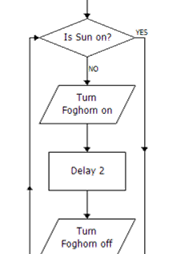 Is Sun on?
YES
NO
Turn
Foghorn on
Delay 2
Turn
Foghorn off